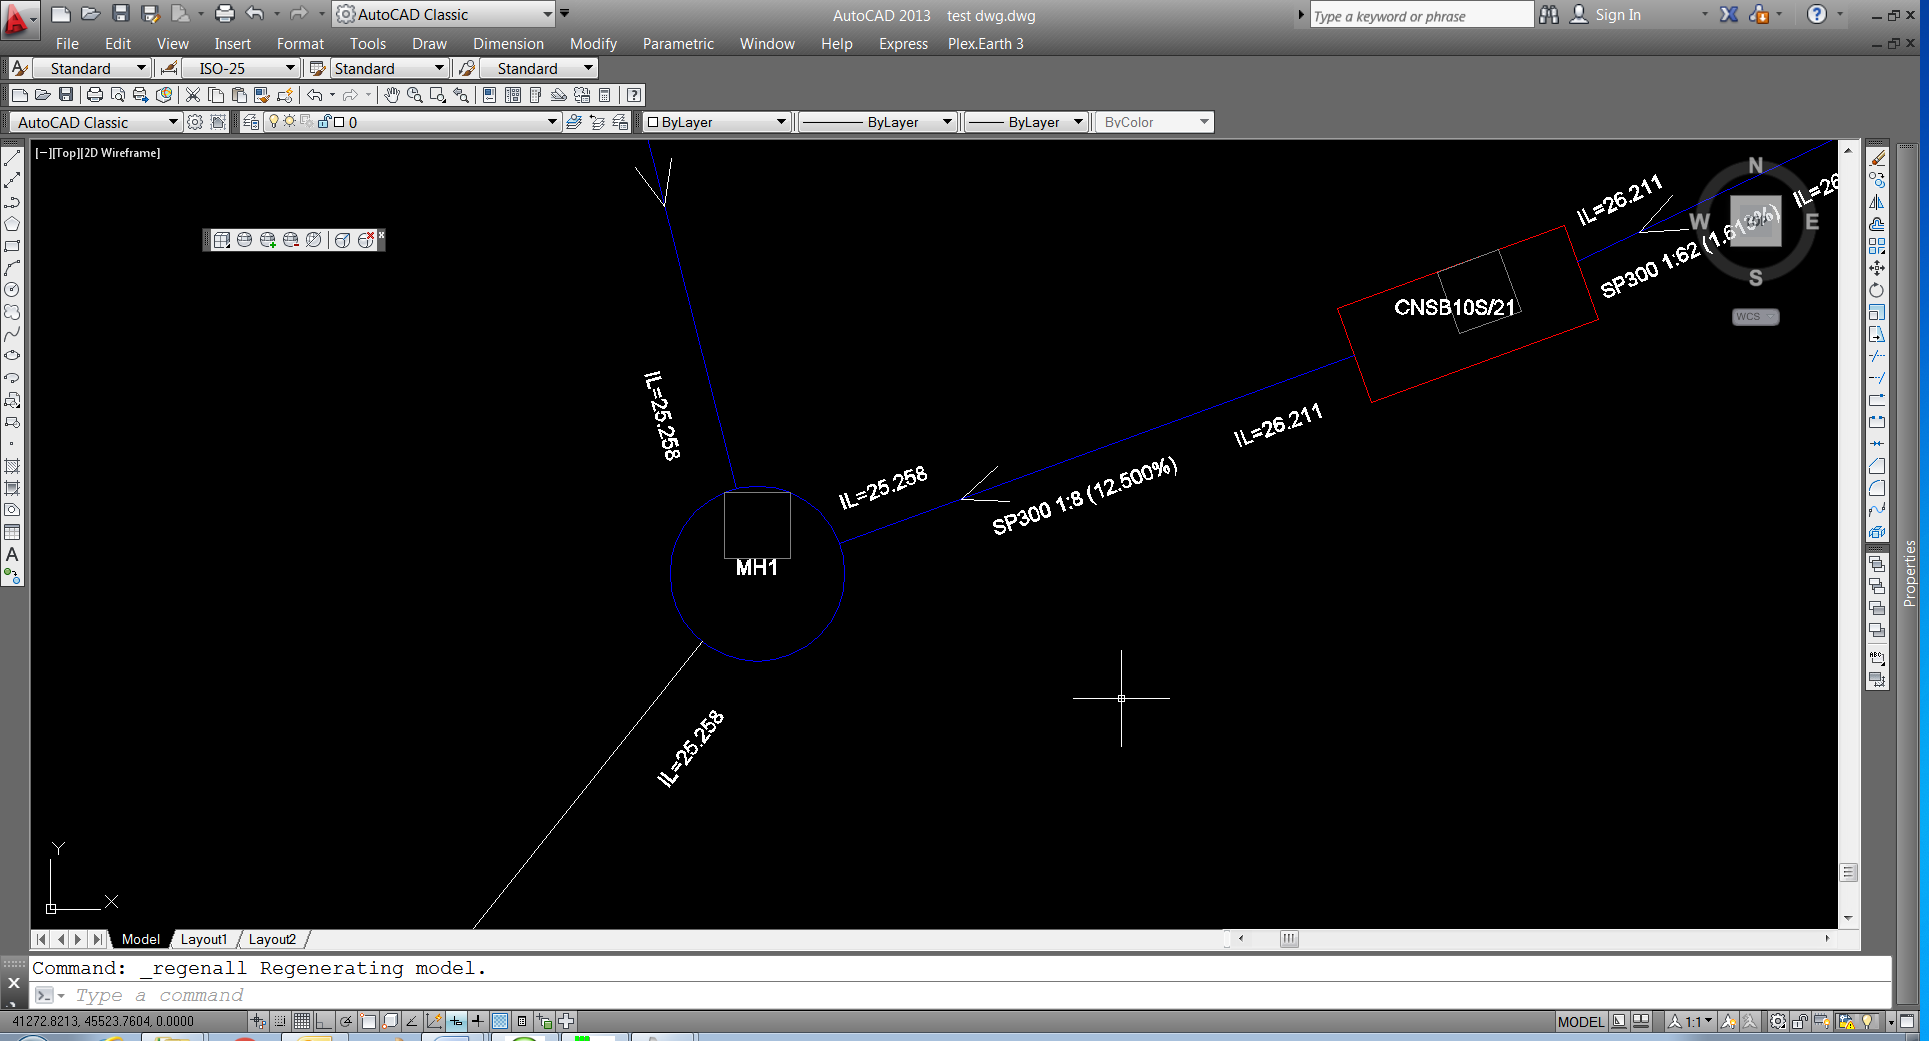 AutoCAD Classic
AutoCAD 2013 test dwg.dwg
Type a keyword or phrase
Sign In
File Edit View Insert Format Tools Draw Dimension Modify Parametric Window Help Express Plex.Earth 3
Standard ISO-25 Standard Standard
AutoCAD Classic 0 ByLayer ByLayer ByLayer ByColor
[−][Top][2D Wireframe]
N
W E
S
WCS
IL=26.211
SP300 1:62 (1.613%)
CNSB10S/21
IL=26.211
SP300 1:8 (12.500%)
IL=25.258
IL=25.258
MH1
IL=25.258
Y
X
Properties
Model Layout1 Layout2
Command: _regenall Regenerating model.
Type a command
41272.8213, 45523.7604, 0.0000
MODEL 1:1